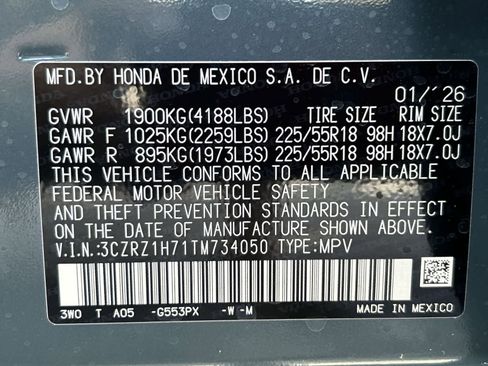 MFD.BY HONDA DE MEXICO S.A. DE C.V.
01/'26
GVWR 1900KG(4188LBS) TIRE SIZE RIM SIZE
GAWR F 1025KG(2259LBS) 225/55R18 98H 18X7.0J
GAWR R 895KG(1973LBS) 225/55R18 98H 18X7.0J
THIS VEHICLE CONFORMS TO ALL APPLICABLE
FEDERAL MOTOR VEHICLE SAFETY
AND THEFT PREVENTION STANDARDS IN EFFECT
ON THE DATE OF MANUFACTURE SHOWN ABOVE.
V.I.N.:3CZRZ1H71TM734050 TYPE:MPV
3W0 T A05 -G553PX -W -M MADE IN MEXICO